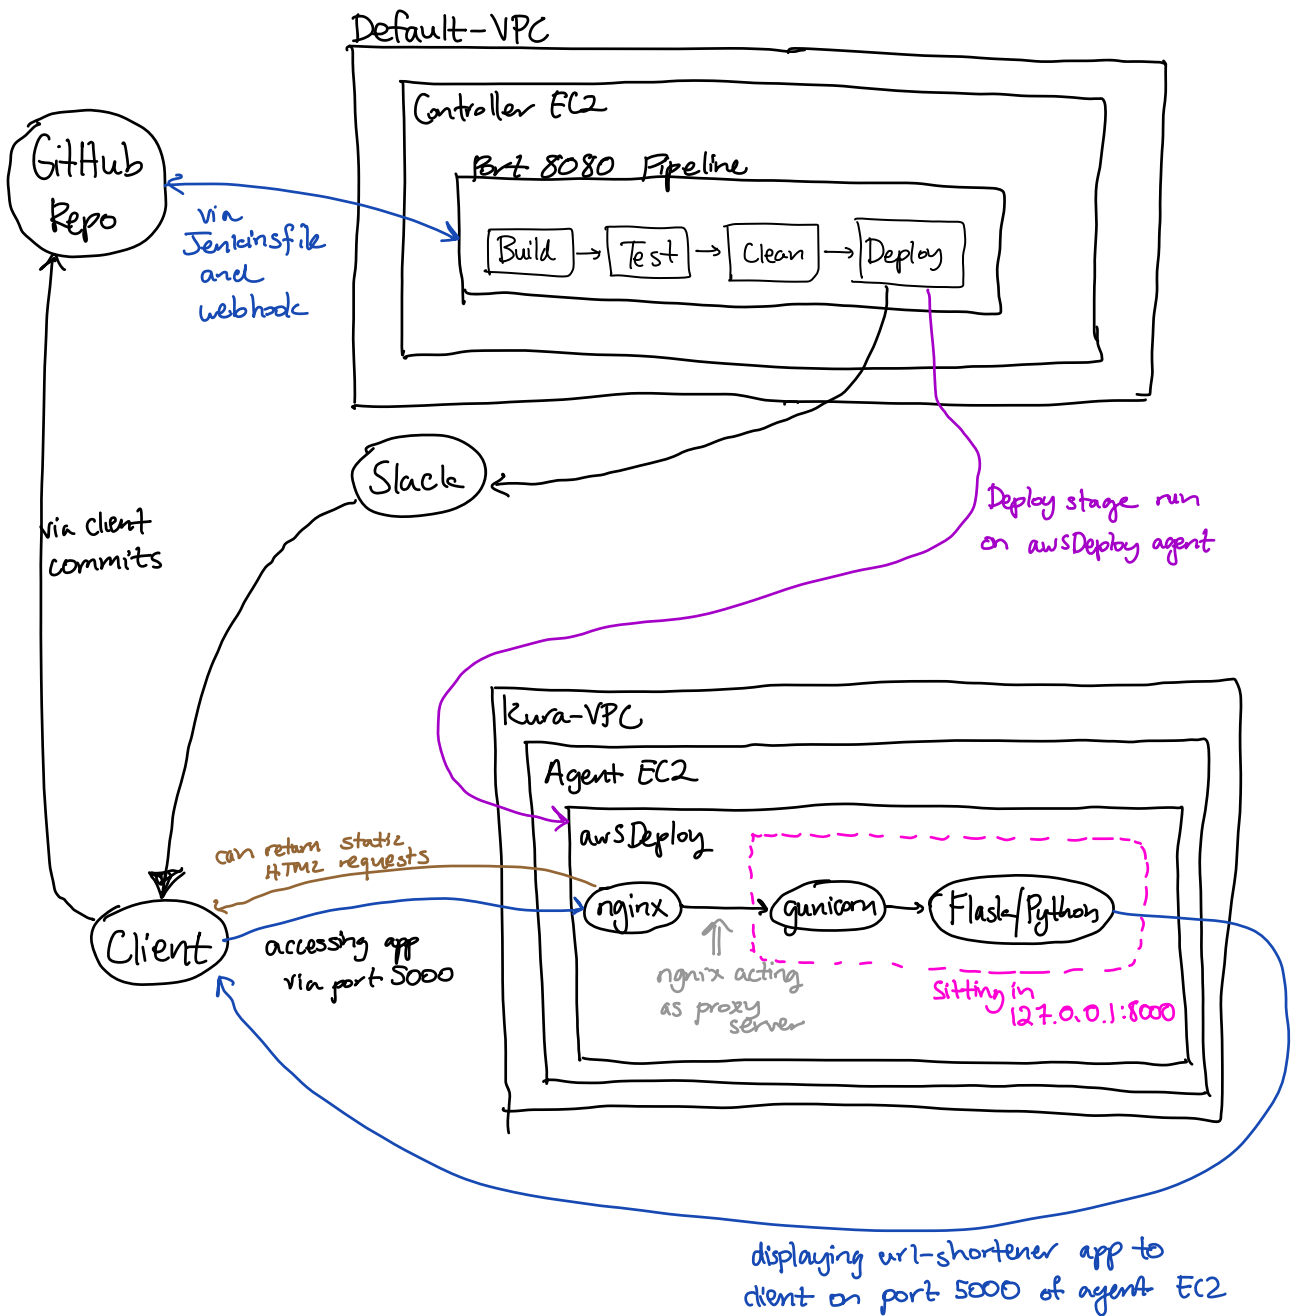 Default-VPC
Controller EC2
GitHub
Repo
Port 8080 Pipeline
via
Jenkinsfile
and
webhook
Build
Test
Clean
Deploy
Slack
via client
commits
Deploy stage run
on awsDeploy agent
Kura-VPC
Agent EC2
awsDeploy
can return static
HTML requests
nginx
gunicorn
Flask/Python
Client
accessing app
via port 5000
ngnix acting
as proxy
server
Sitting in
127.0.0.1:8000
displaying url-shortener app to
client on port 5000 of agent EC2